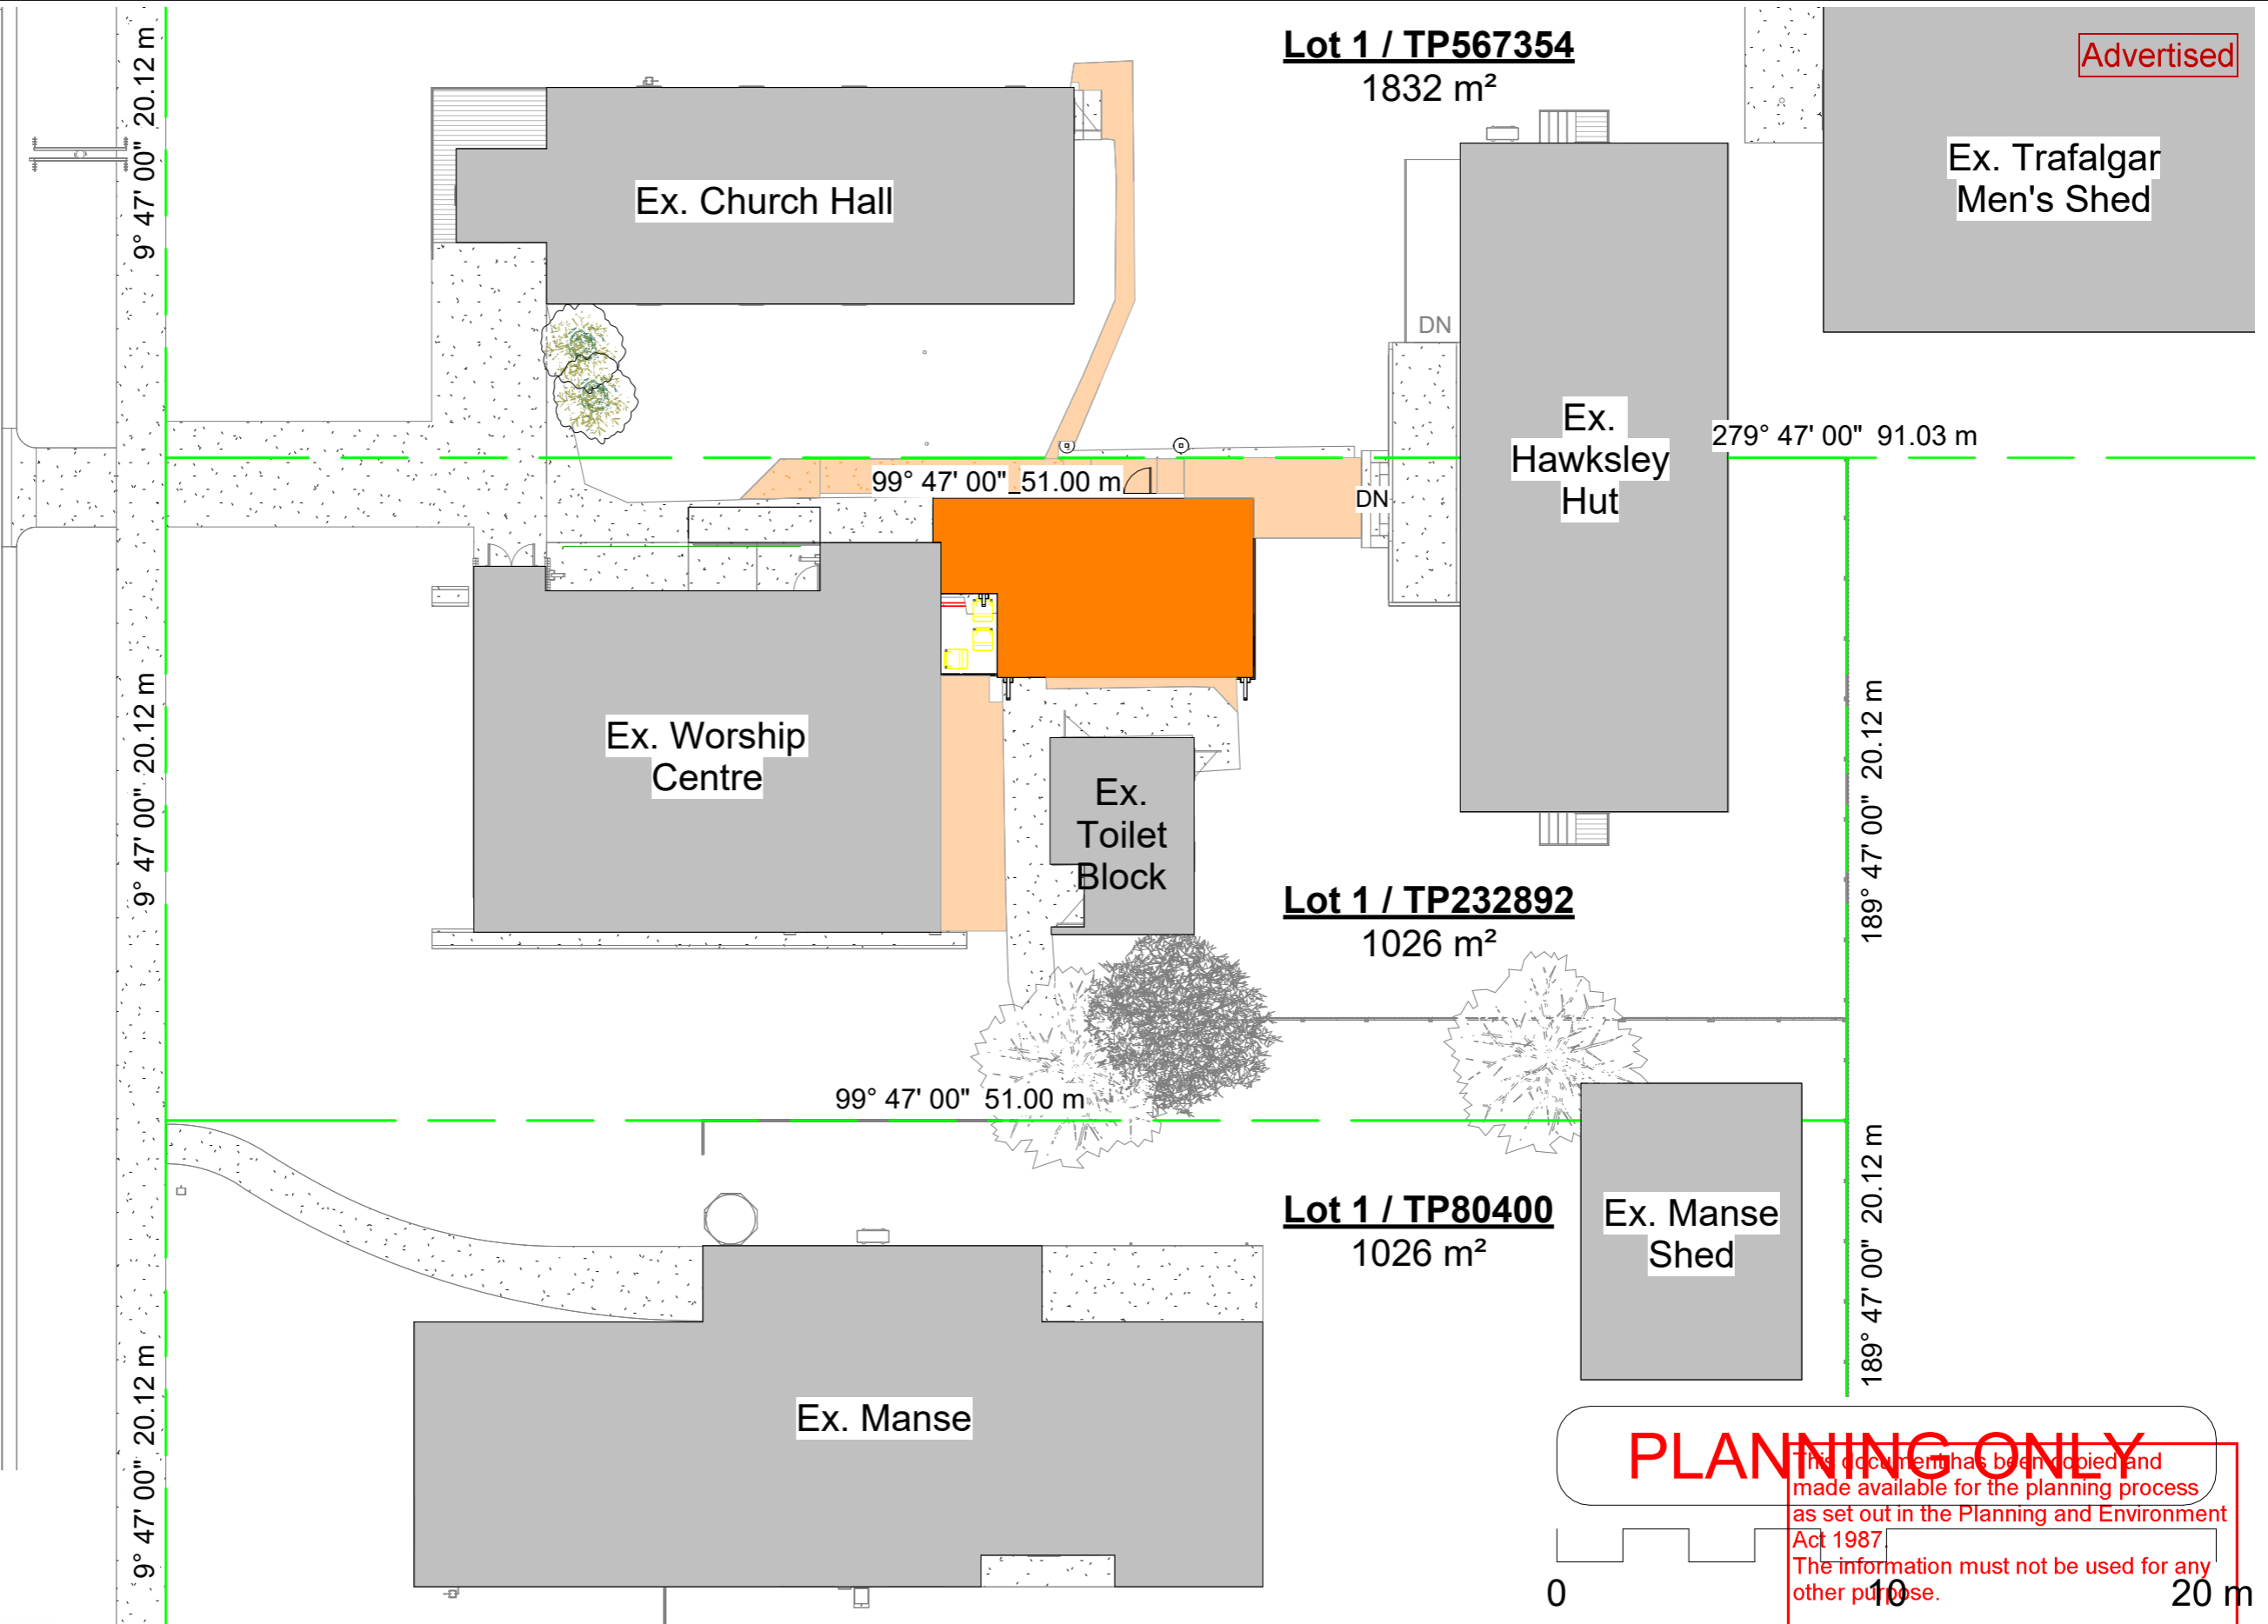 Lot 1 / TP567354
1832 m²
Advertised
9° 47' 00"  20.12 m
Ex. Church Hall
Ex. Trafalgar
Men's Shed
DN
Ex.
Hawksley
Hut
279° 47' 00"  91.03 m
99° 47' 00"  51.00 m
DN
9° 47' 00"  20.12 m
Ex. Worship
Centre
Ex.
Toilet
Block
189° 47' 00"  20.12 m
Lot 1 / TP232892
1026 m²
99° 47' 00"  51.00 m
Lot 1 / TP80400
1026 m²
Ex. Manse
Shed
189° 47' 00"  20.12 m
9° 47' 00"  20.12 m
Ex. Manse
PLANNING ONLY
This document has been copied and
made available for the planning process
as set out in the Planning and Environment
Act 1987.
The information must not be used for any
other purpose.
0 10 20 m